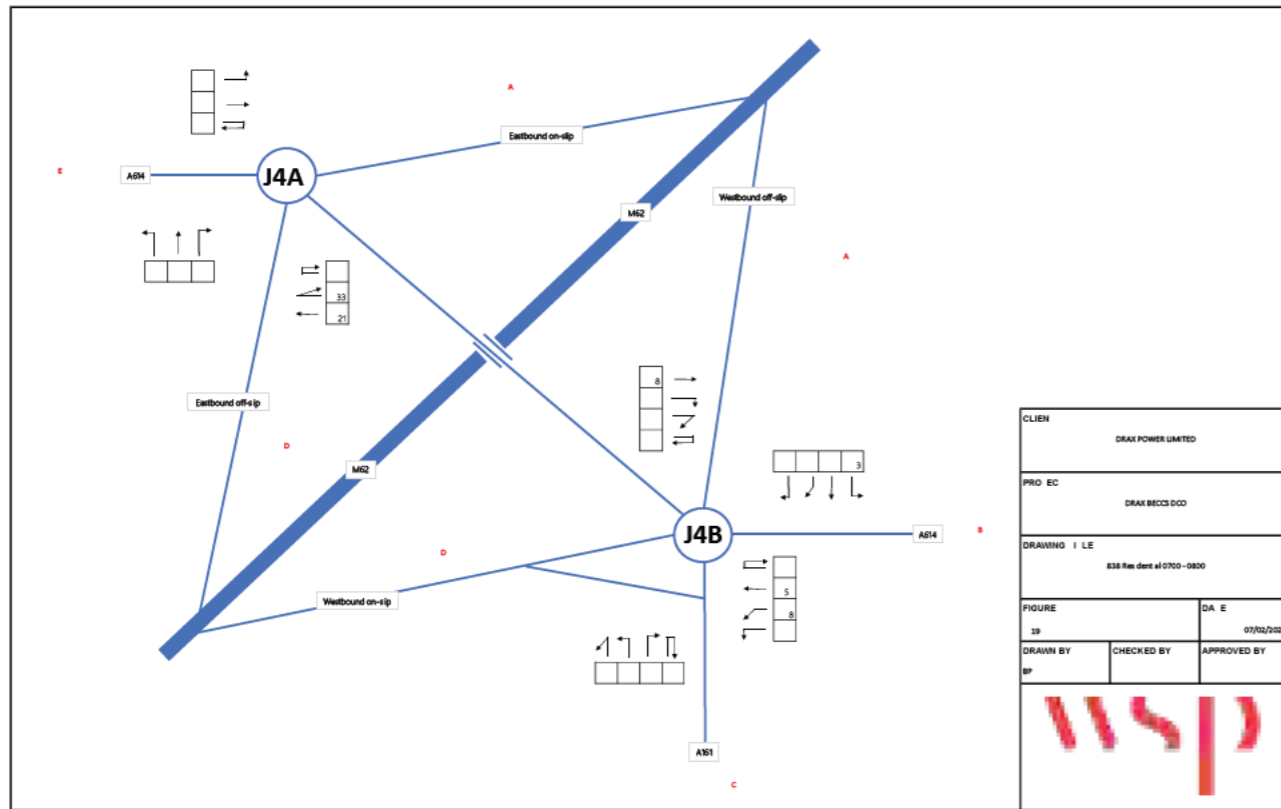 A
Eastbound on-slip
E
A614
J4A
M62
Westbound off-slip
A
33
21
8
Eastbound off-s ip
D
M62
3
J4B
A614
B
D
5
8
Westbound on-s ip
A161
C
CLIEN
DRAX POWER LIMITED
PRO EC
DRAX BECCS DCO
DRAWING I LE
838 Res dent al 0700 - 0800
FIGURE
DA E
19
07/02/202
DRAWN BY
CHECKED BY
APPROVED BY
BP
wsp